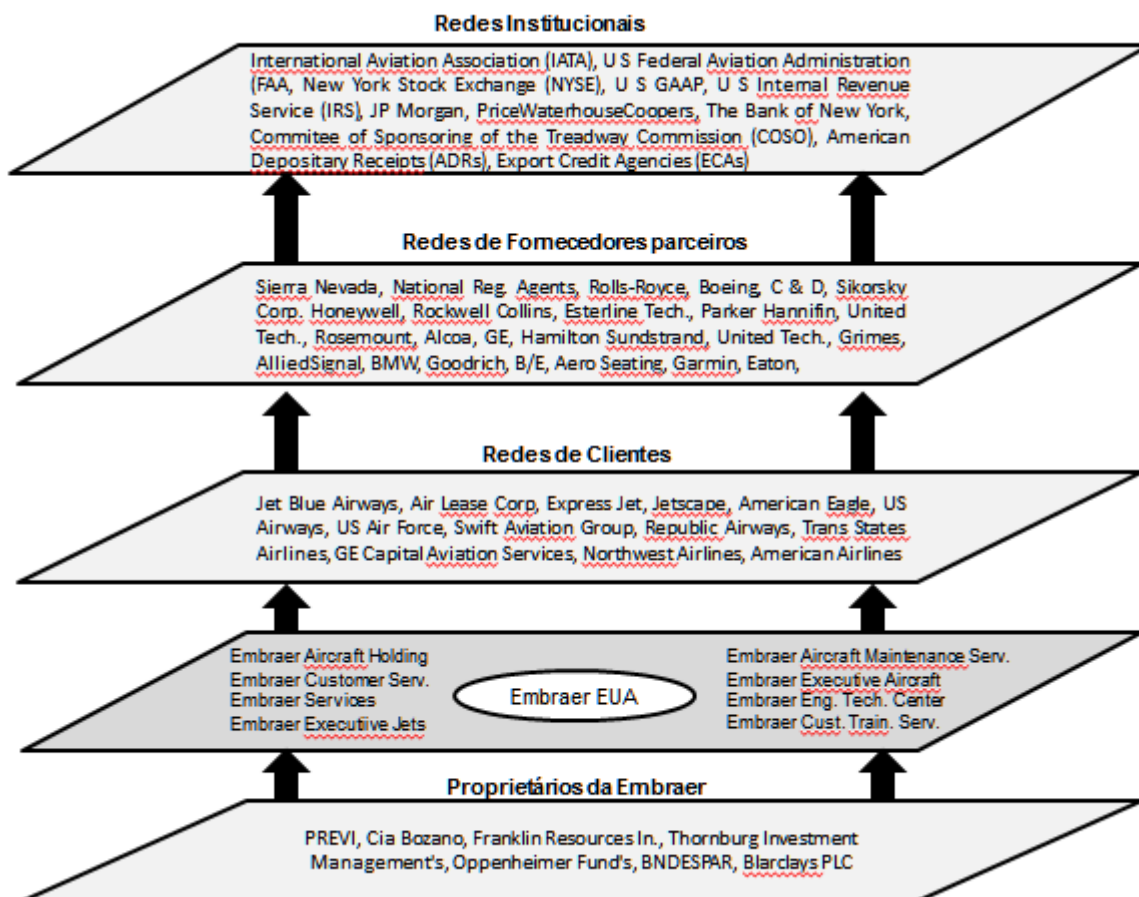 Redes Institucionais
International Aviation Association (IATA), U S Federal Aviation Administration
(FAA, New York Stock Exchange (NYSE), U S GAAP, U S Internal Revenue
Service (IRS), JP Morgan, PriceWaterhouseCoopers, The Bank of New York,
Commitee of Sponsoring of the Treadway Commission (COSO), American
Depositary Receipts (ADRs), Export Credit Agencies (ECAs)
Redes de Fornecedores parceiros
Sierra Nevada, National Reg. Agents, Rolls-Royce, Boeing, C & D, Sikorsky
Corp. Honeywell, Rockwell Collins, Esterline Tech., Parker Hannifin, United
Tech., Rosemount, Alcoa, GE, Hamilton Sundstrand, United Tech., Grimes,
AlliedSignal, BMW, Goodrich, B/E, Aero Seating, Garmin, Eaton,
Redes de Clientes
Jet Blue Airways, Air Lease Corp, Express Jet, Jetscape, American Eagle, US
Airways, US Air Force, Swift Aviation Group, Republic Airways, Trans States
Airlines, GE Capital Aviation Services, Northwest Airlines, American Airlines
Embraer Aircraft Holding
Embraer Customer Serv.
Embraer Services
Embraer Executiive Jets
Embraer EUA
Embraer Aircraft Maintenance Serv.
Embraer Executive Aircraft
Embraer Eng. Tech. Center
Embraer Cust. Train. Serv.
Proprietários da Embraer
PREVI, Cia Bozano, Franklin Resources In., Thornburg Investment
Management's, Oppenheimer Fund's, BNDESPAR, Blarclays PLC